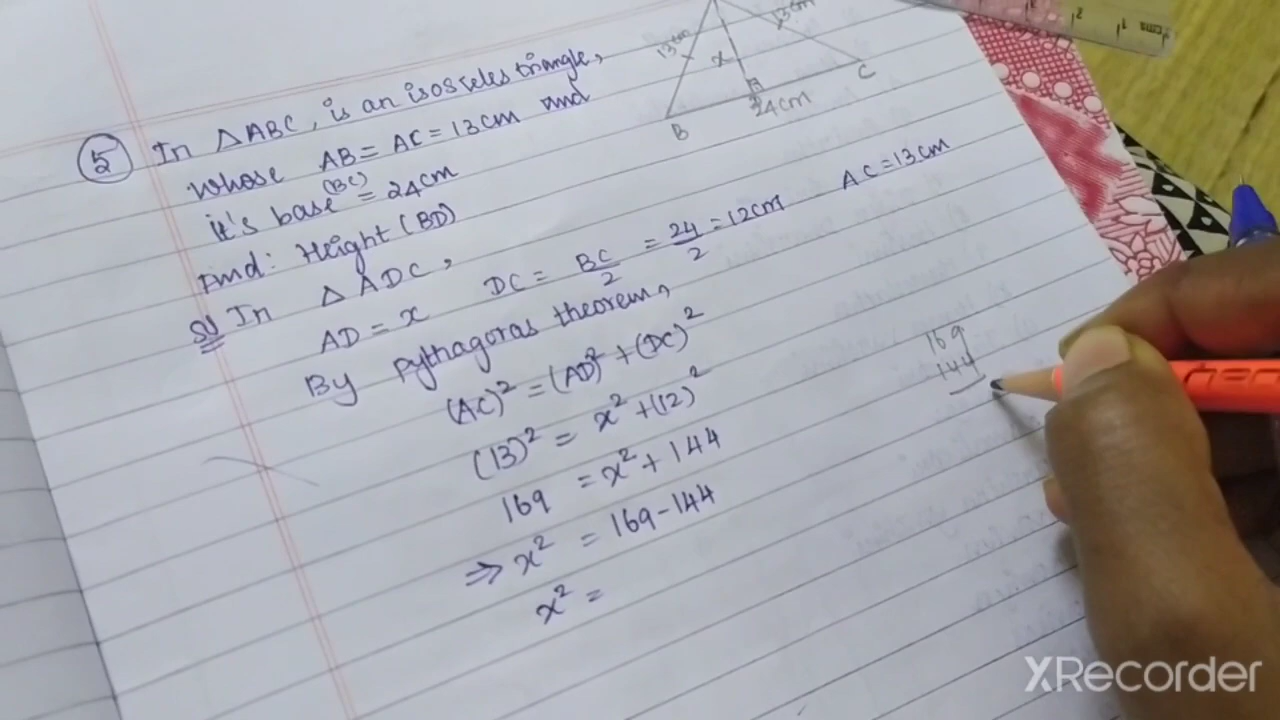 5 In △ABC, is an isosceles triangle,
whose AB = AC = 13cm and
it's base (BC) = 24cm
Find: Height (BD)
Sol In △ADC,
AD = x DC = BC/2 = 24/2 = 12cm AC = 13cm
By pythagoras theorem,
(AC)² = (AD)² + (DC)²
(13)² = x² + (12)²
169 = x² + 144
⇒ x² = 169 - 144
x² =
13cm
13cm
x
B
24cm
C
169
144
2
1
cms
XRecorder